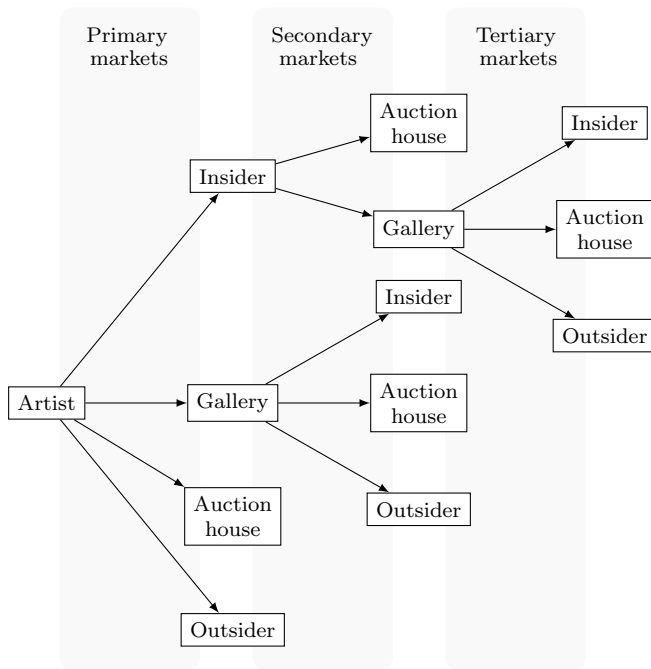 Primary
markets
Secondary
markets
Tertiary
markets
Auction
house
Insider
Insider
Gallery
Auction
house
Insider
Outsider
Artist
Gallery
Auction
house
Auction
house
Outsider
Outsider